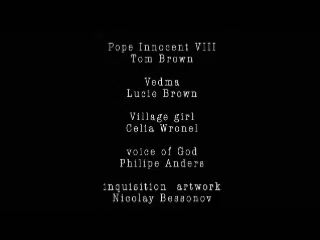 Pope Innocent VIII
Tom Brown
Vedma
Lucie Brown
Village girl
Celia Wronel
voice of God
Philipe Anders
inquisition artwork
Nicolay Bessonov